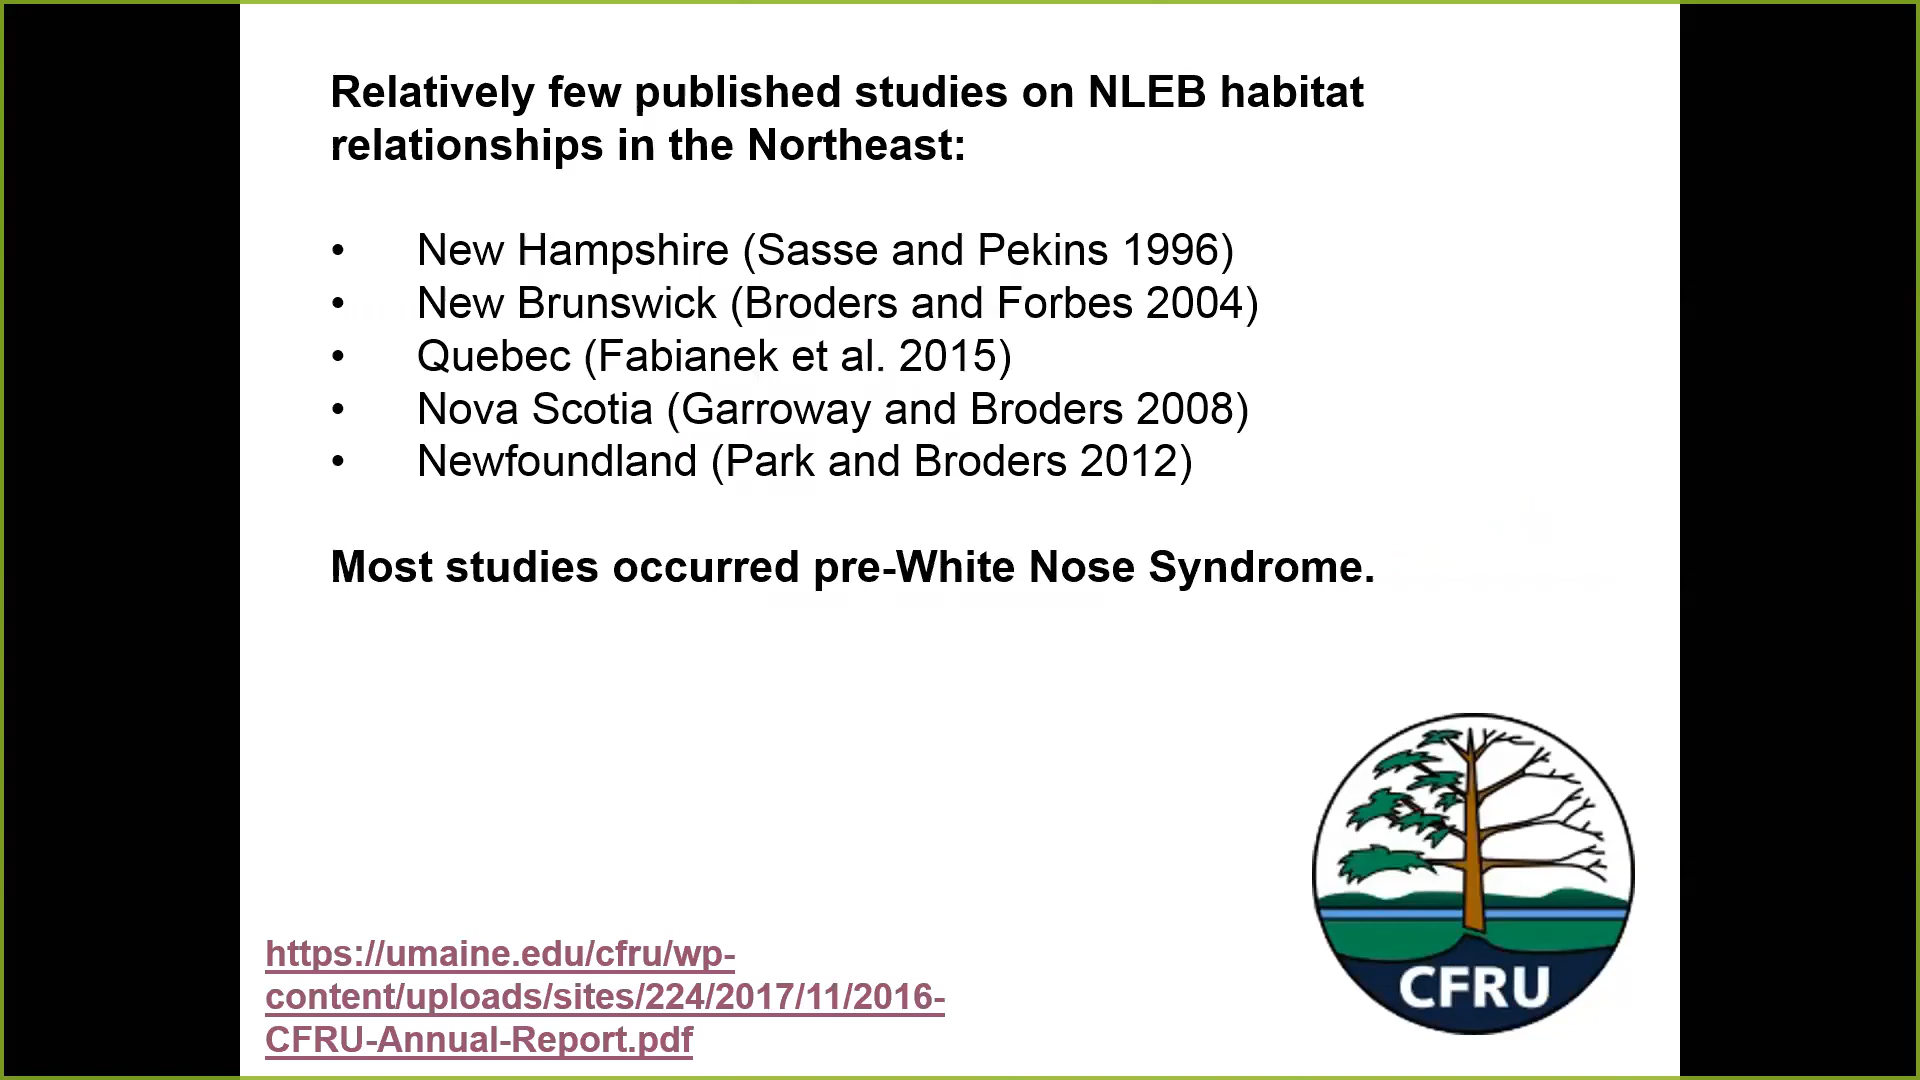 Relatively few published studies on NLEB habitat
relationships in the Northeast:
• New Hampshire (Sasse and Pekins 1996)
• New Brunswick (Broders and Forbes 2004)
• Quebec (Fabianek et al. 2015)
• Nova Scotia (Garroway and Broders 2008)
• Newfoundland (Park and Broders 2012)
Most studies occurred pre-White Nose Syndrome.
https://umaine.edu/cfru/wp-
content/uploads/sites/224/2017/11/2016-
CFRU-Annual-Report.pdf
CFRU